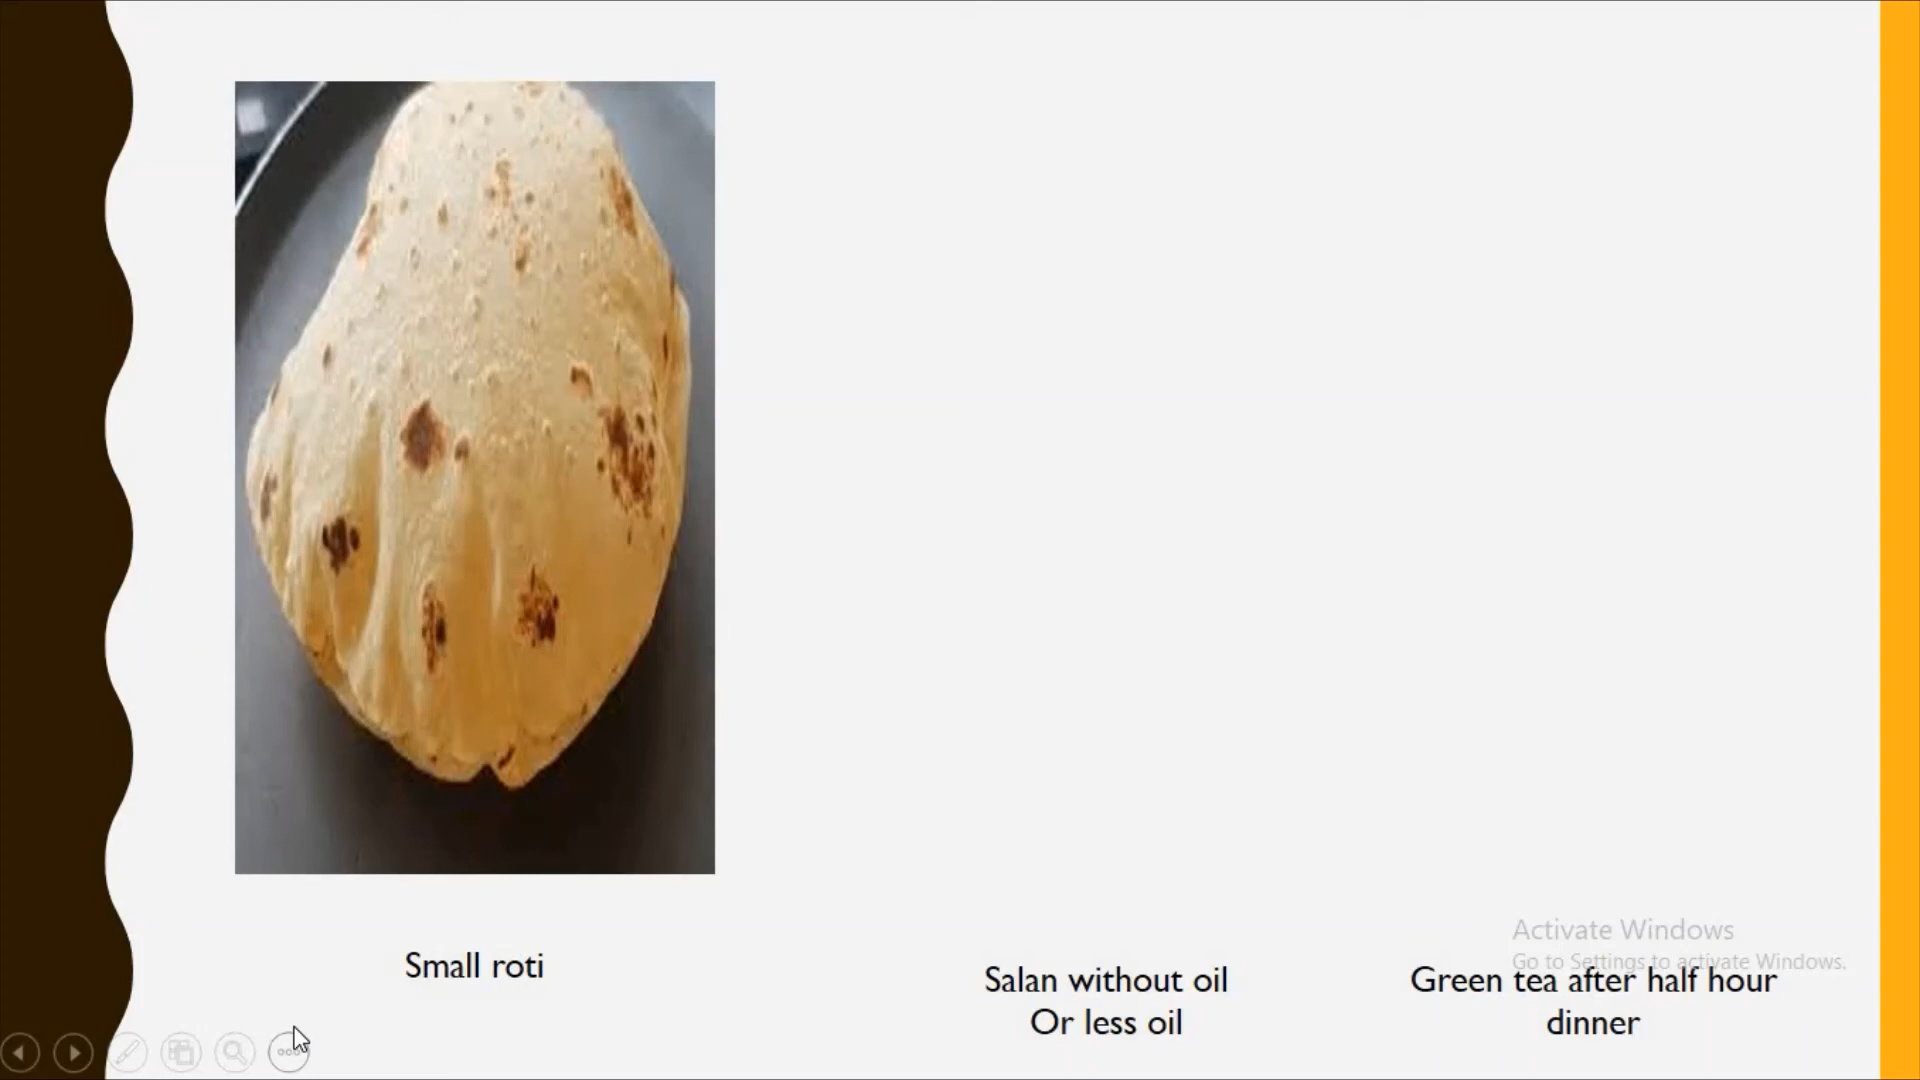 Small roti
Salan without oil
Or less oil
Green tea after half hour
dinner
Activate Windows
Go to Settings to activate Windows.